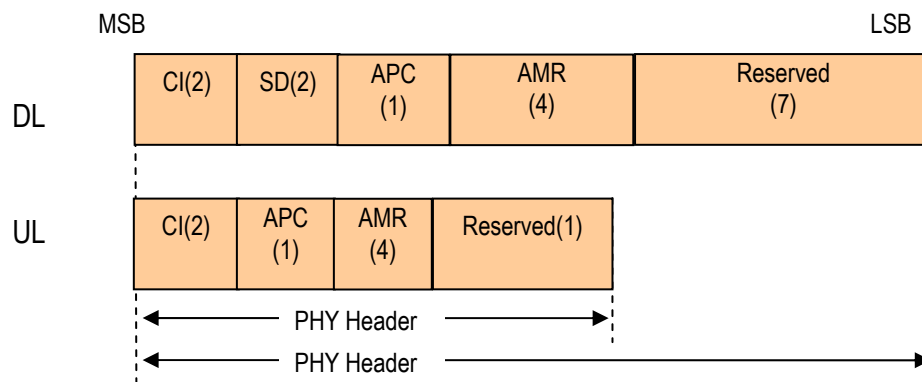 MSB LSB
DL
CI(2) SD(2) APC (1) AMR (4) Reserved (7)
UL
CI(2) APC (1) AMR (4) Reserved(1)
PHY Header
PHY Header